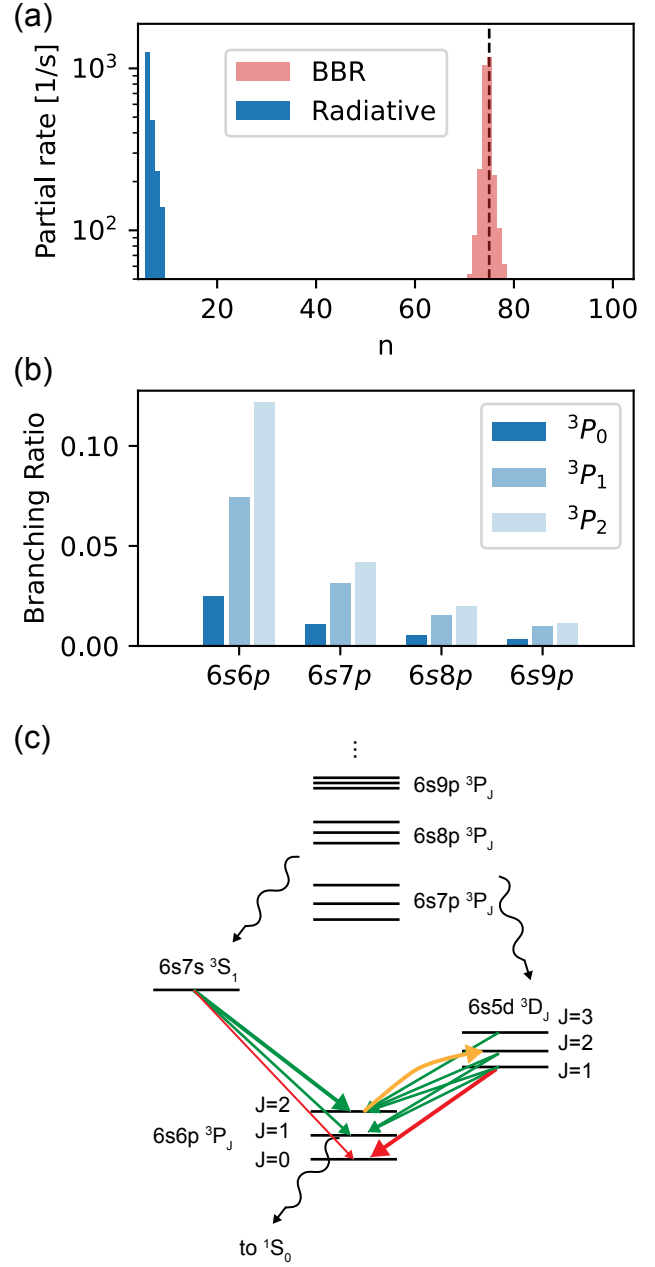 (a)
Partial rate [1/s]
10³
10²
BBR
Radiative
20 40 60 80 100
n
(b)
Branching Ratio
0.10
0.05
0.00
³P₀
³P₁
³P₂
6s6p 6s7p 6s8p 6s9p
(c)
⋮
6s9p ³P_J
6s8p ³P_J
6s7p ³P_J
6s7s ³S₁
6s5d ³D_J
J=3
J=2
J=1
6s6p ³P_J
J=2
J=1
J=0
to ¹S₀